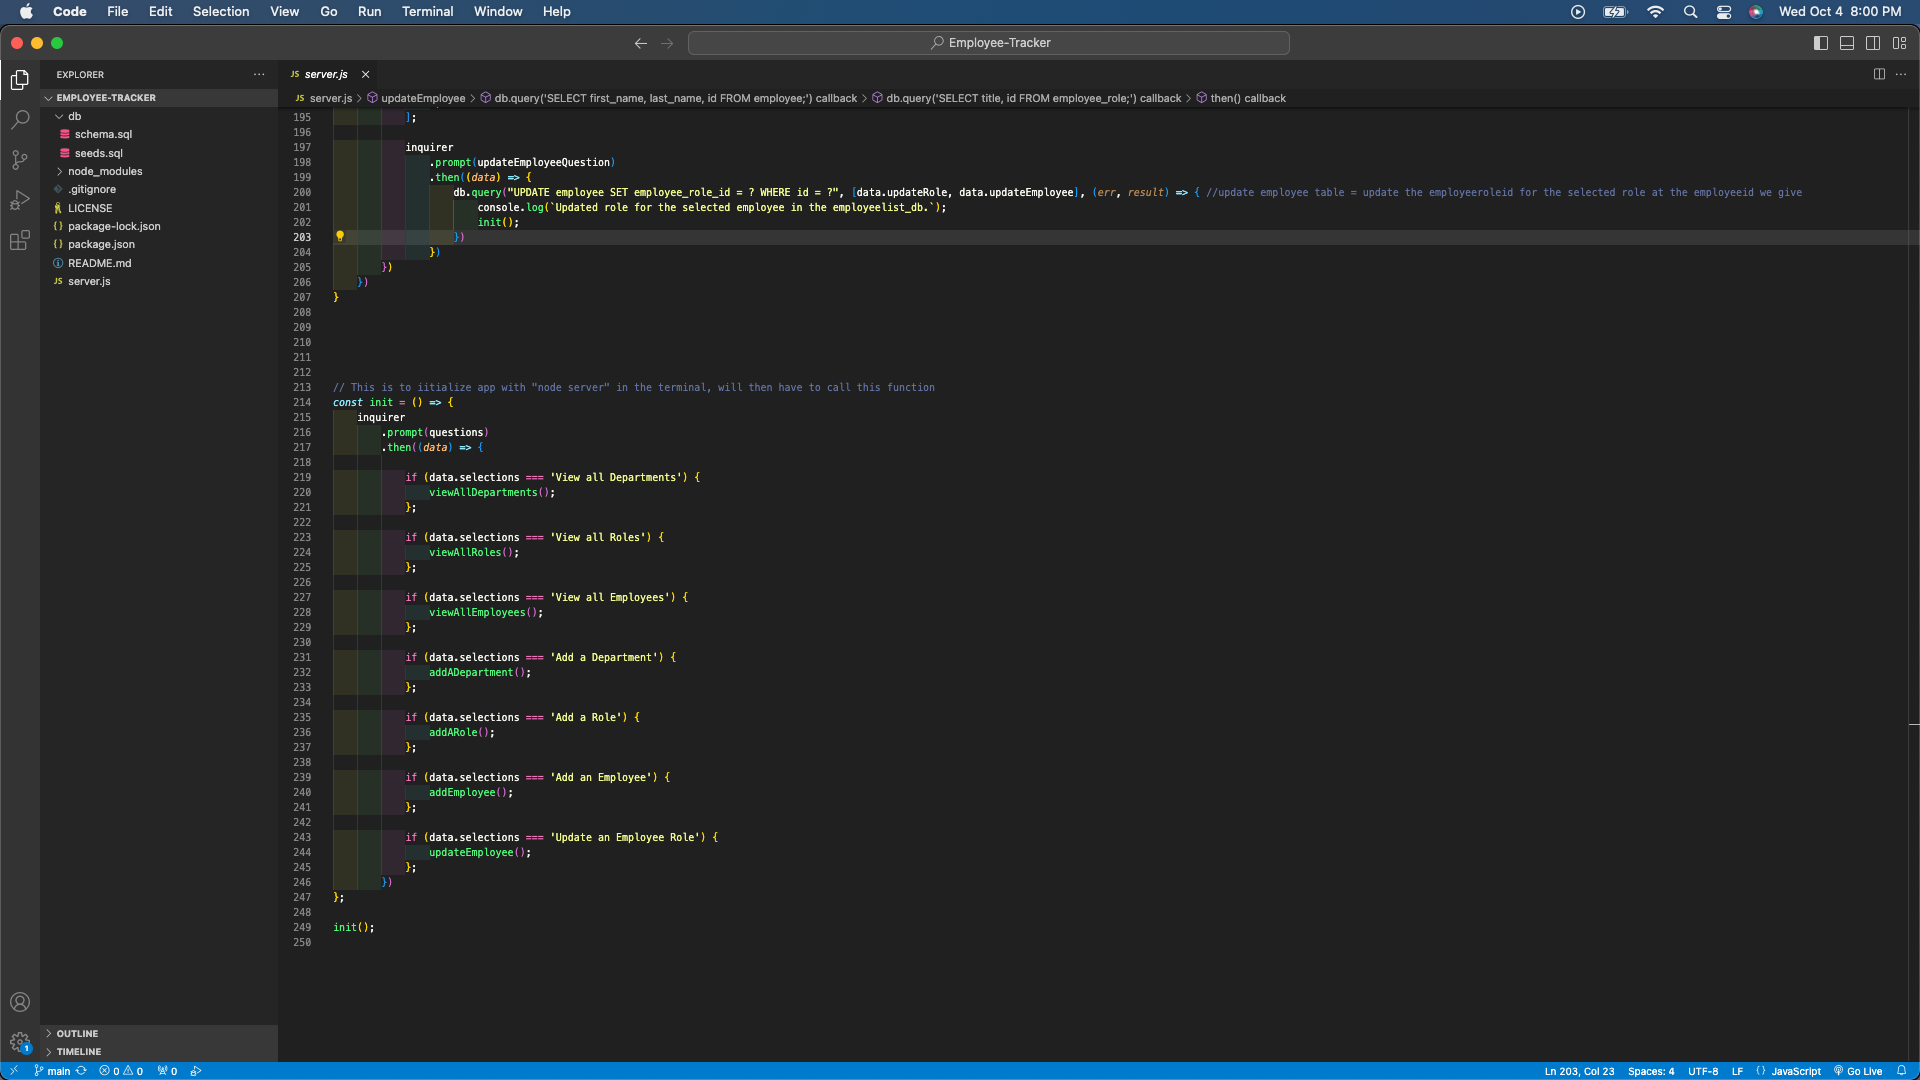 Code File Edit Selection View Go Run Terminal Window Help Wed Oct 4 8:00 PM
Employee-Tracker
EXPLORER
EMPLOYEE-TRACKER
db
schema.sql
seeds.sql
node_modules
.gitignore
LICENSE
package-lock.json
package.json
README.md
JS server.js
OUTLINE
TIMELINE
JS server.js
JS server.js > updateEmployee > db.query('SELECT first_name, last_name, id FROM employee;') callback > db.query('SELECT title, id FROM employee_role;') callback > then() callback
195 ];
196
197 inquirer
198 .prompt(updateEmployeeQuestion)
199 .then((data) => {
200 db.query("UPDATE employee SET employee_role_id = ? WHERE id = ?", [data.updateRole, data.updateEmployee], (err, result) => { //update employee table = update the employeeroleid for the selected role at the employeeid we give
201 console.log(`Updated role for the selected employee in the employeelist_db.`);
202 init();
203 })
204 })
205 })
206 })
207 }
208
209
210
211
212
213 // This is to iitialize app with "node server" in the terminal, will then have to call this function
214 const init = () => {
215 inquirer
216 .prompt(questions)
217 .then((data) => {
218
219 if (data.selections === 'View all Departments') {
220 viewAllDepartments();
221 };
222
223 if (data.selections === 'View all Roles') {
224 viewAllRoles();
225 };
226
227 if (data.selections === 'View all Employees') {
228 viewAllEmployees();
229 };
230
231 if (data.selections === 'Add a Department') {
232 addADepartment();
233 };
234
235 if (data.selections === 'Add a Role') {
236 addARole();
237 };
238
239 if (data.selections === 'Add an Employee') {
240 addEmployee();
241 };
242
243 if (data.selections === 'Update an Employee Role') {
244 updateEmployee();
245 };
246 })
247 };
248
249 init();
250
1
main 0 0 0 Ln 203, Col 23 Spaces: 4 UTF-8 LF {} JavaScript Go Live